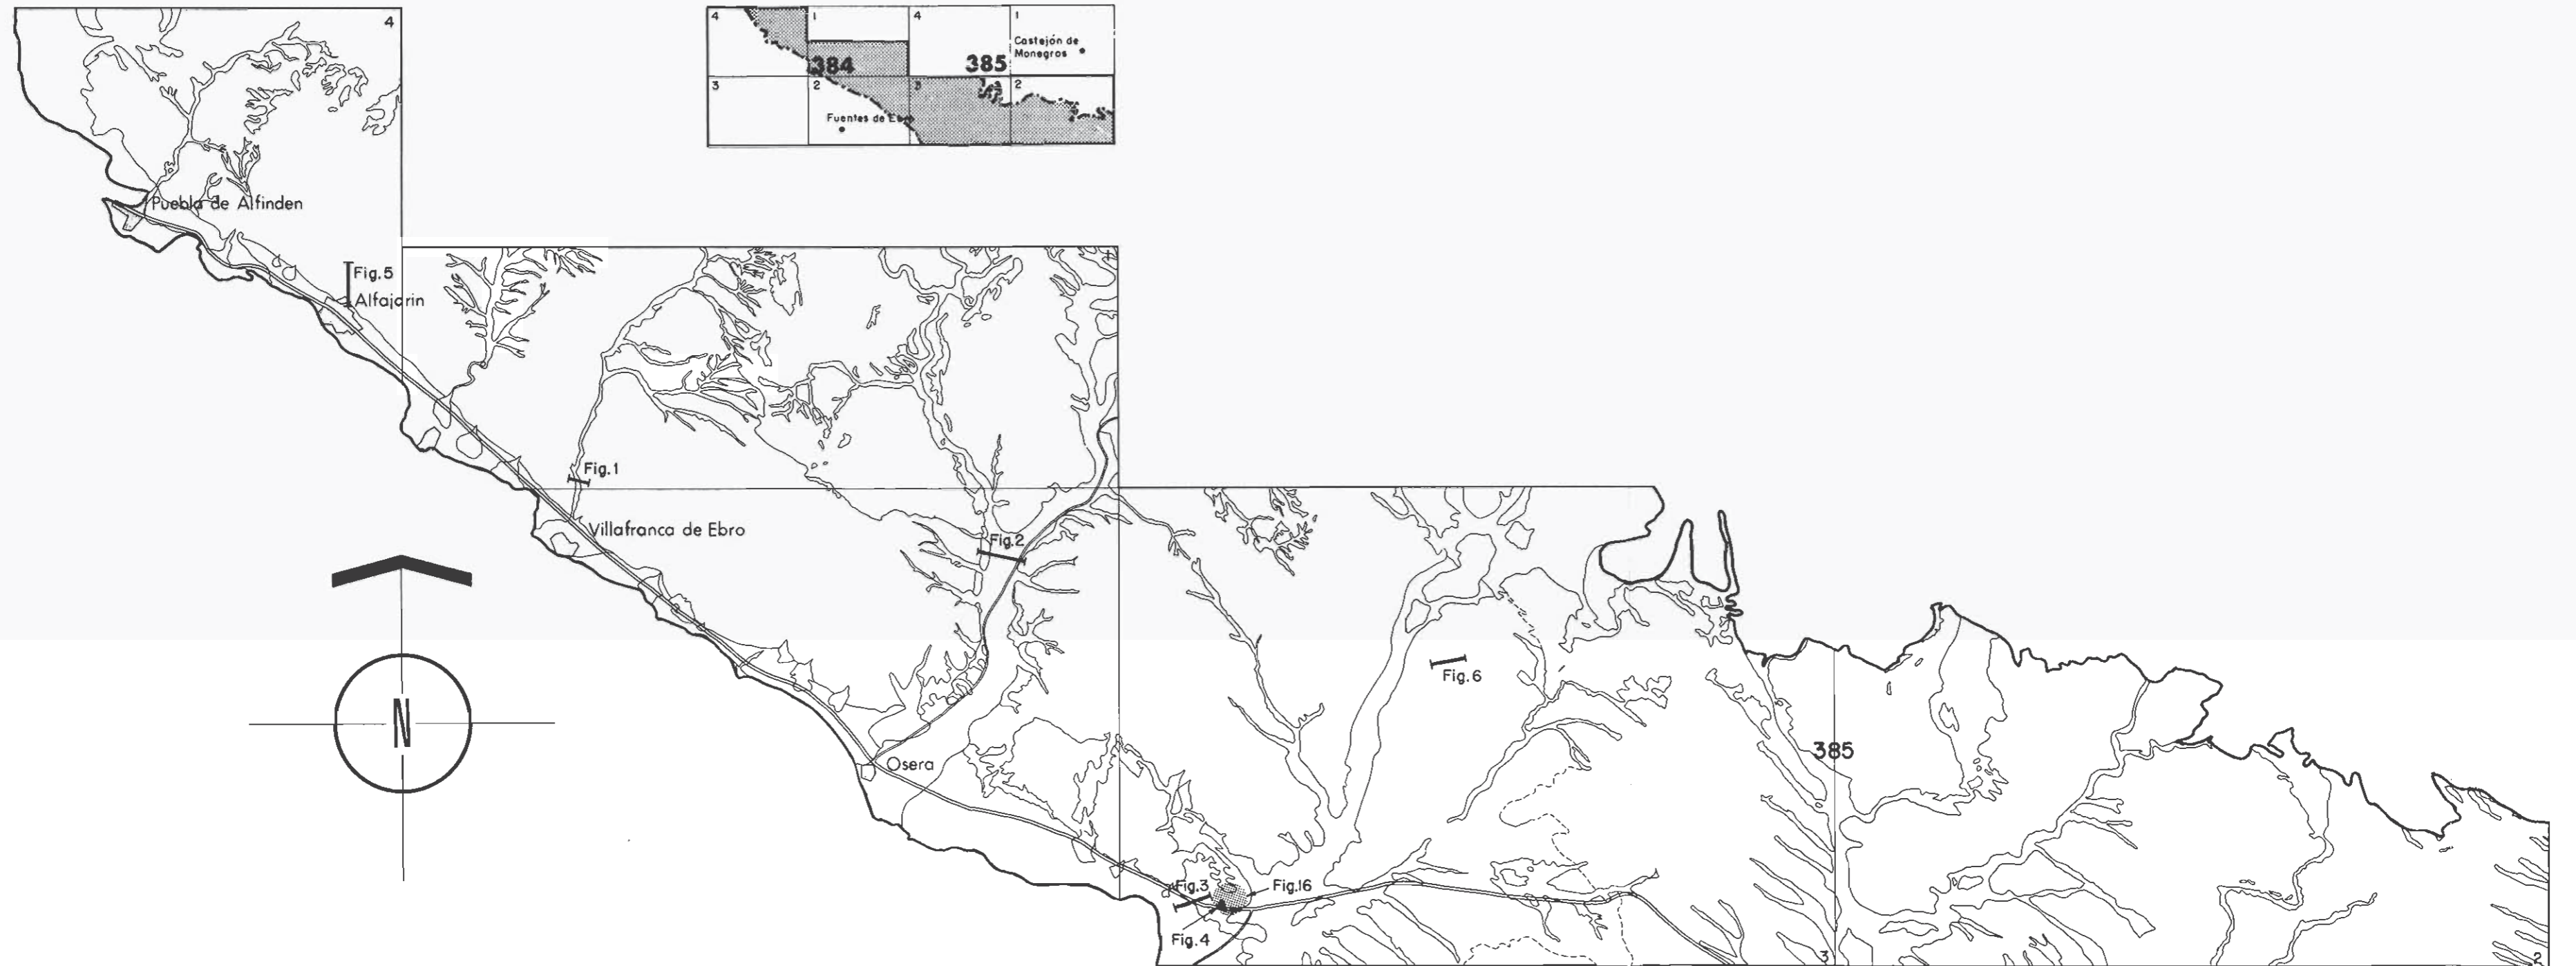 4
4
1
4
1
Castejón de
Monegros
384
385
3
2
3
2
Fuentes de Ebro
Puebla de Alfinden
Fig.5
Alfajarin
1
Fig.1
Villafranca de Ebro
Fig.2
N
Fig.6
385
Osera
Fig.3
Fig.16
Fig.4
3
2